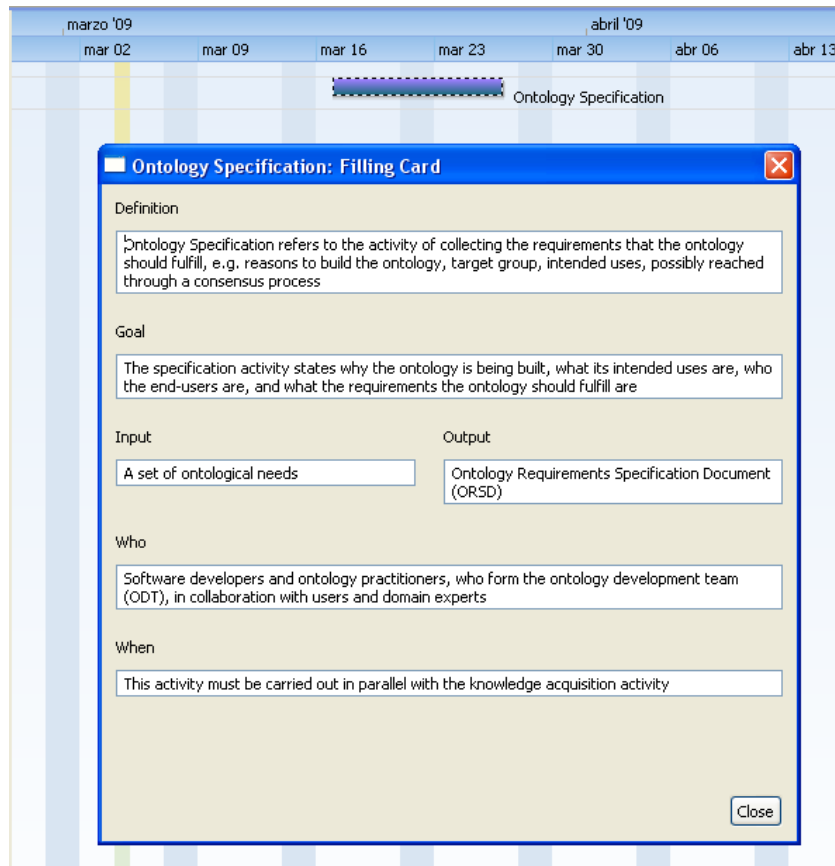 marzo '09
abril '09
mar 02
mar 09
mar 16
mar 23
mar 30
abr 06
abr 13
Ontology Specification
Ontology Specification: Filling Card
Definition
Ontology Specification refers to the activity of collecting the requirements that the ontology
should fulfill, e.g. reasons to build the ontology, target group, intended uses, possibly reached
through a consensus process
Goal
The specification activity states why the ontology is being built, what its intended uses are, who
the end-users are, and what the requirements the ontology should fulfill are
Input
Output
A set of ontological needs
Ontology Requirements Specification Document
(ORSD)
Who
Software developers and ontology practitioners, who form the ontology development team
(ODT), in collaboration with users and domain experts
When
This activity must be carried out in parallel with the knowledge acquisition activity
Close